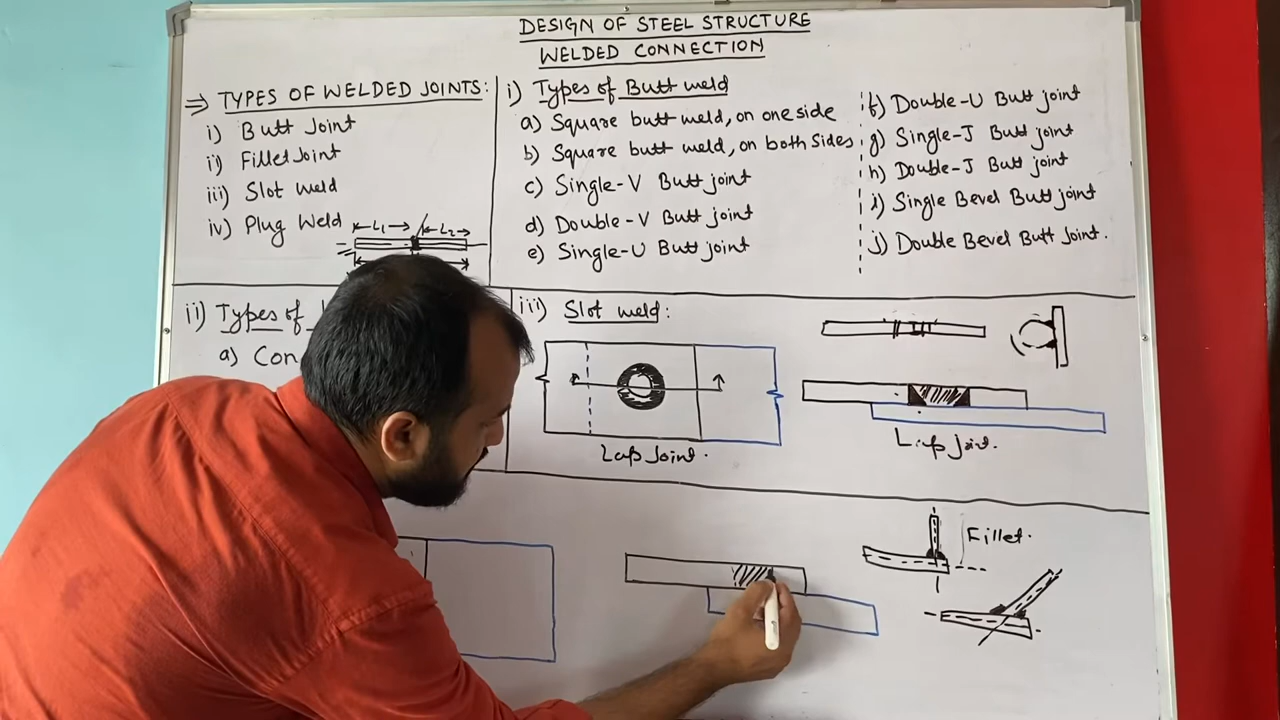 DESIGN OF STEEL STRUCTURE
WELDED CONNECTION
⇒ TYPES OF WELDED JOINTS:
i) Butt Joint
ii) Fillet Joint
iii) Slot weld
iv) Plug Weld
L₁ L₂
i) Types of Butt weld
a) Square butt weld, on one side
b) Square butt weld, on both sides
c) Single-V Butt joint
d) Double-V Butt joint
e) Single-U Butt joint
f) Double-U Butt joint
g) Single-J Butt joint
h) Double-J Butt joint
i) Single Bevel Butt joint
j) Double Bevel Butt Joint.
ii) Types of
a) Con
iii) Slot weld:
Lap Joint.
Lap Joint.
Fillet.